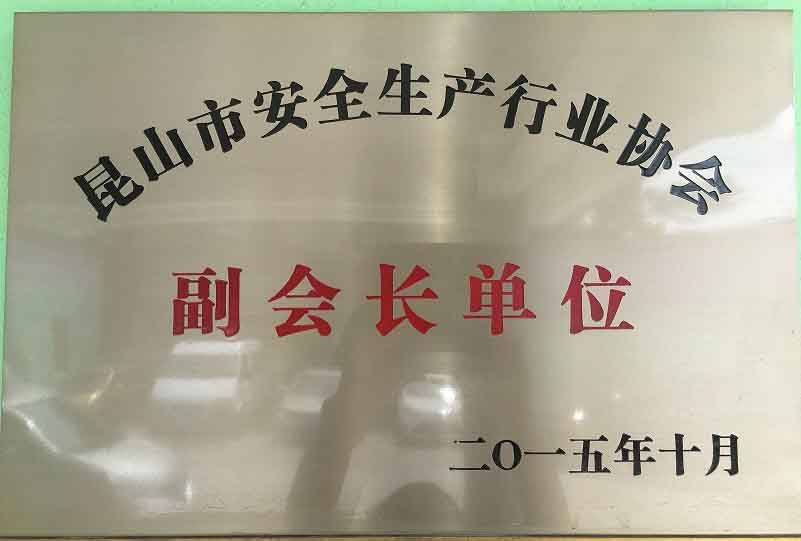 昆山市安全生产行业协会
副会长单位
二〇一五年十月